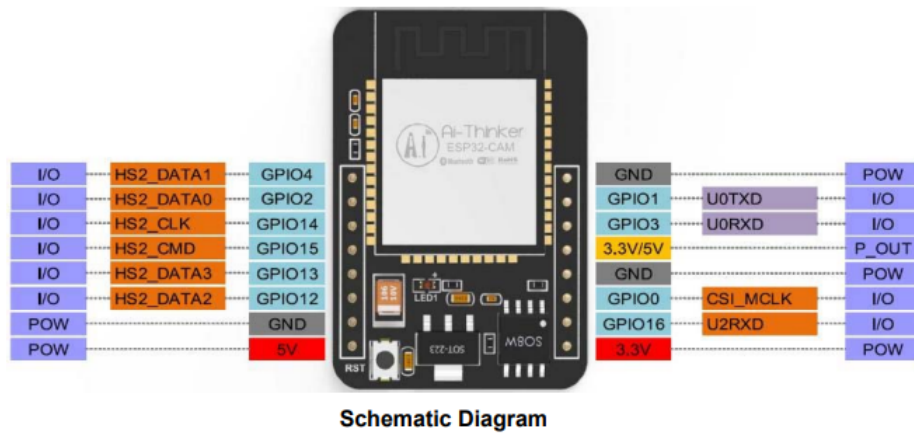 Ai-Thinker
ESP32-CAM
I/O HS2_DATA1 GPIO4 GND POW
I/O HS2_DATA0 GPIO2 GPIO1 U0TXD I/O
I/O HS2_CLK GPIO14 GPIO3 U0RXD I/O
I/O HS2_CMD GPIO15 3.3V/5V P_OUT
I/O HS2_DATA3 GPIO13 GND POW
I/O HS2_DATA2 GPIO12 GPIO0 CSI_MCLK I/O
POW GND GPIO16 U2RXD I/O
POW 5V 3.3V POW
LED1
SOT-223
SO8W
RST
Schematic Diagram